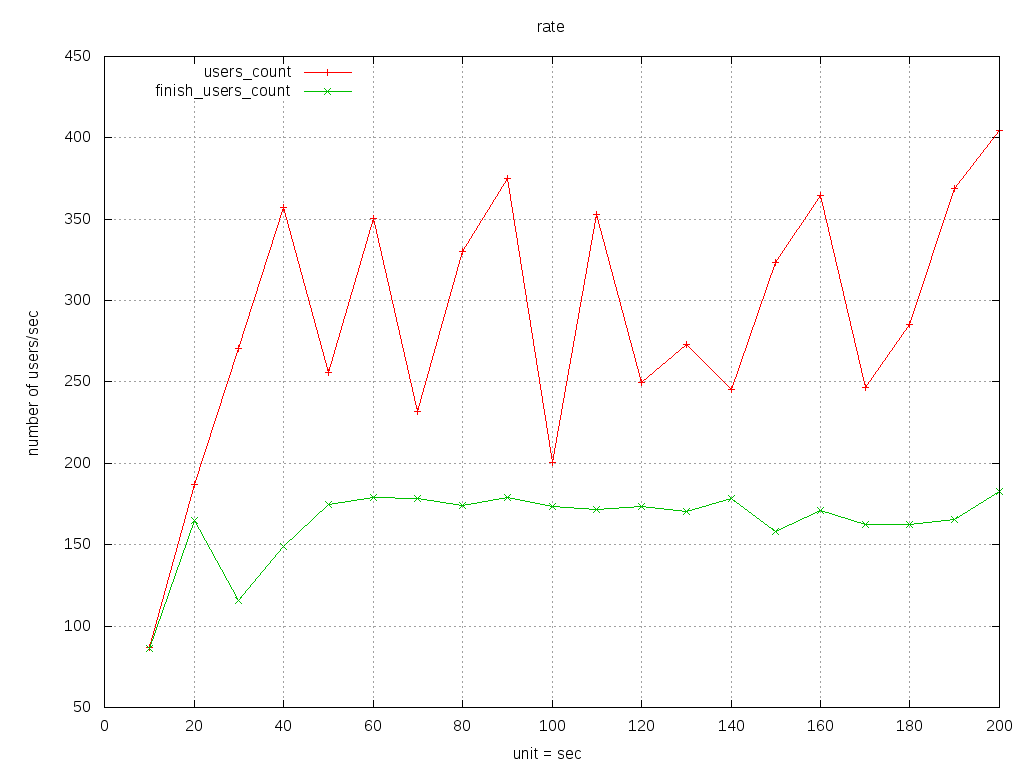 rate
450
400
350
300
250
200
150
100
50
users_count
finish_users_count
number of users/sec
0 20 40 60 80 100 120 140 160 180 200
unit = sec